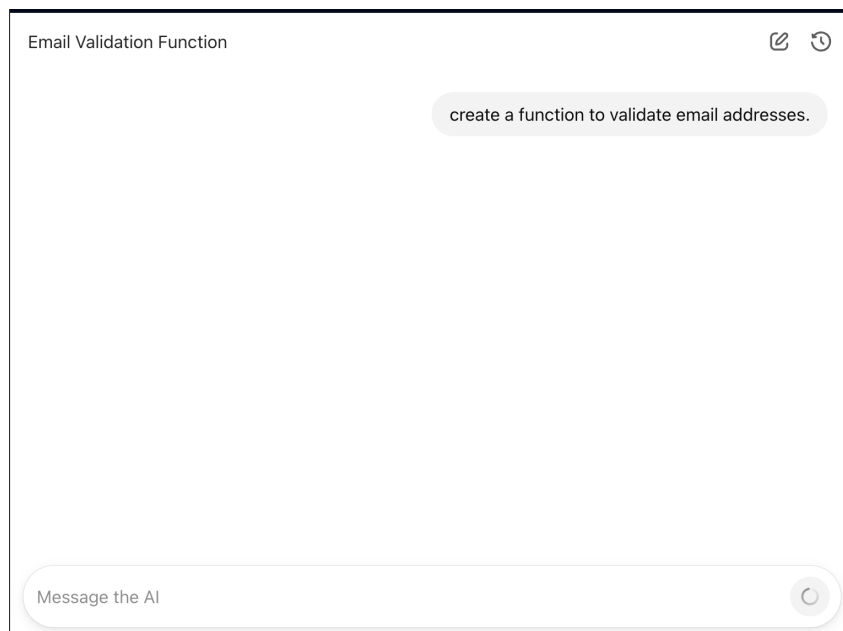 Email Validation Function
create a function to validate email addresses.
Message the AI